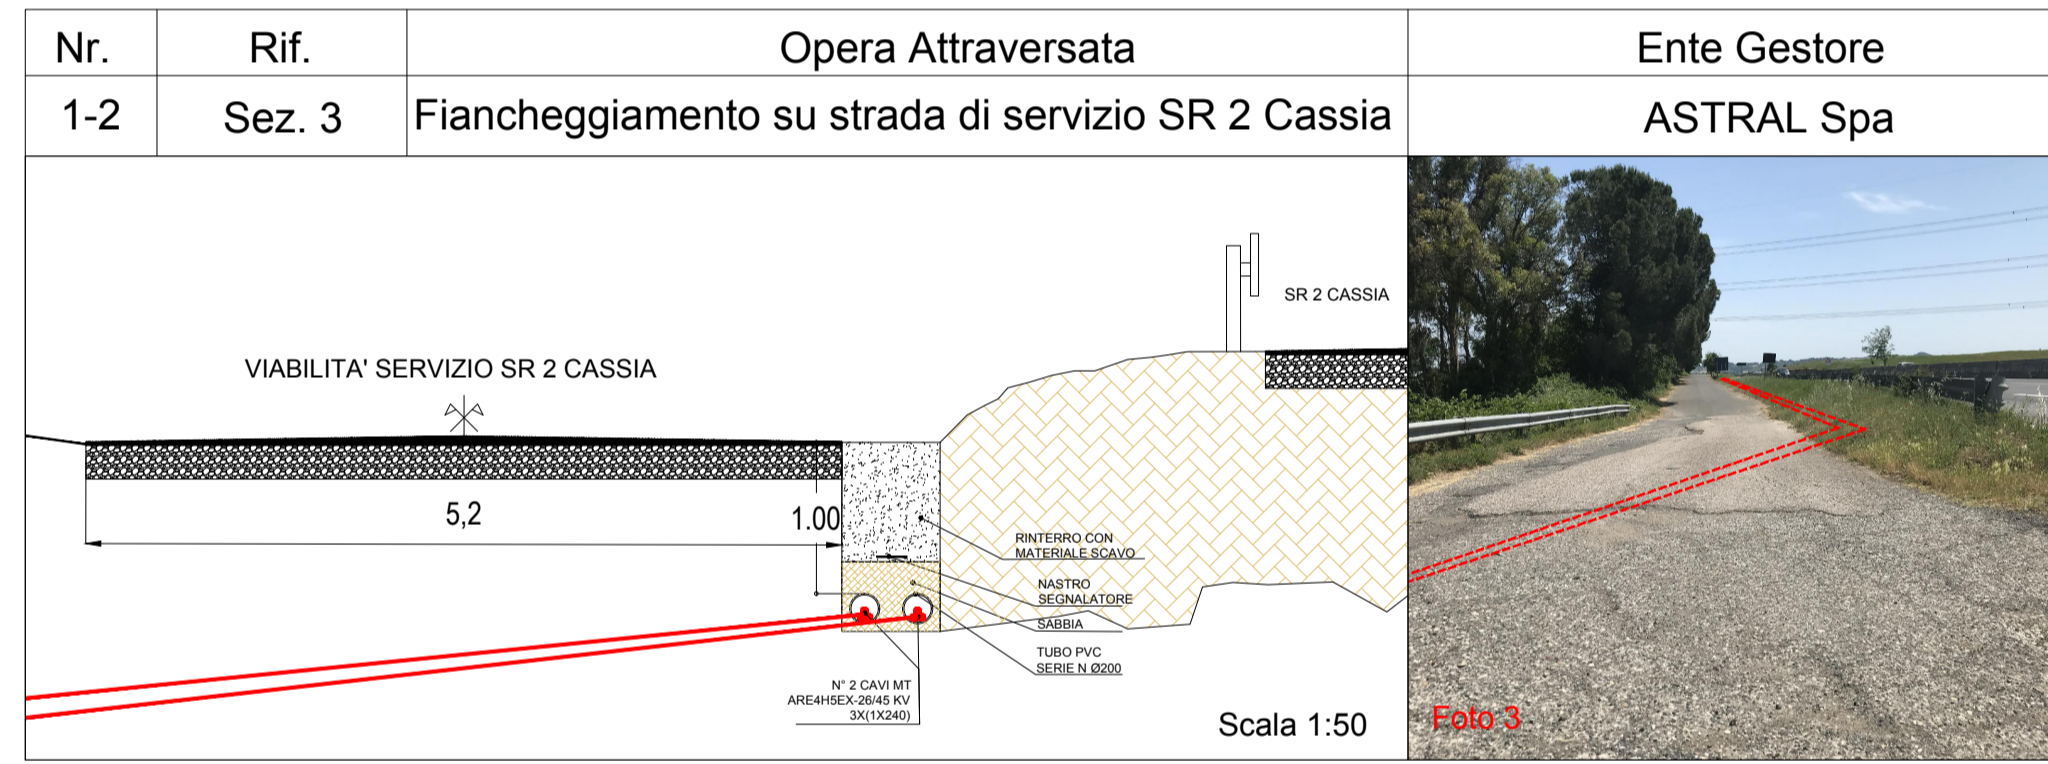 Nr.
Rif.
Opera Attraversata
Ente Gestore
1-2
Sez. 3
Fiancheggiamento su strada di servizio SR 2 Cassia
ASTRAL Spa
SR 2 CASSIA
VIABILITA' SERVIZIO SR 2 CASSIA
5,2
1.00
RINTERRO CON
MATERIALE SCAVO
NASTRO
SEGNALATORE
SABBIA
TUBO PVC
SERIE N Ø200
N° 2 CAVI MT
ARE4H5EX-26/45 KV
3X(1X240)
Scala 1:50
Foto 3